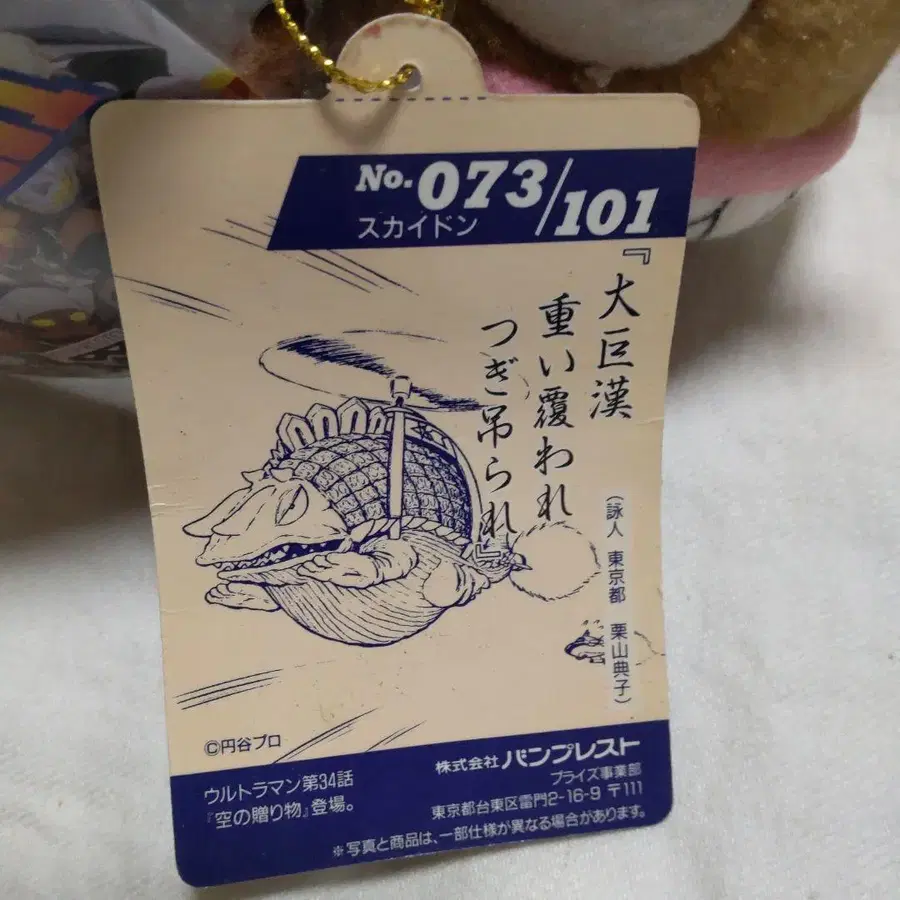 No.073/101
スカイドン
『大巨漢
重い覆われ
つぎ吊られ』
(詠人 東京都 栗山典子)
©円谷プロ
ウルトラマン第34話
『空の贈り物』登場。
株式会社バンプレスト
プライズ事業部
東京都台東区雷門2-16-9 〒111
※写真と商品は、一部仕様が異なる場合があります。